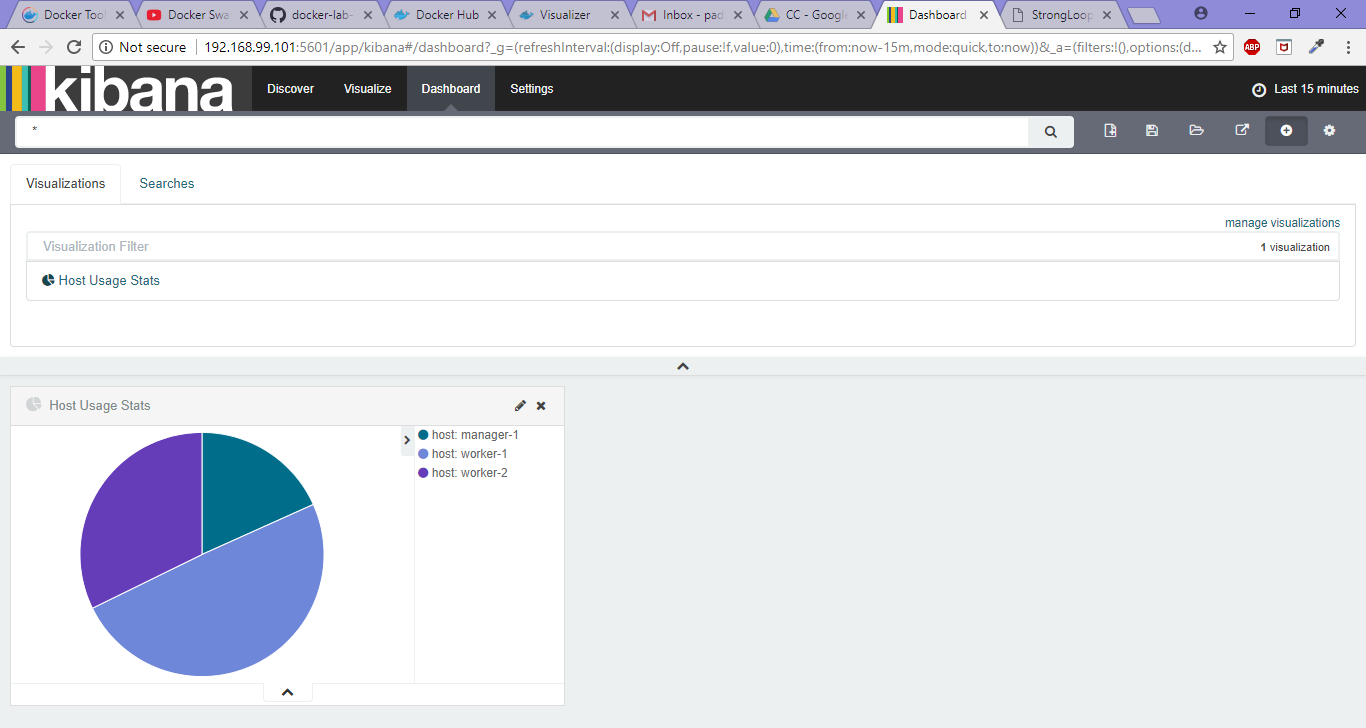 Docker Tool
Docker Swa
docker-lab-
Docker Hub
Visualizer
Inbox - pad
CC - Google
Dashboard
StrongLoop
Not secure
192.168.99.101:5601/app/kibana#/dashboard?_g=(refreshInterval:(display:Off,pause:!f,value:0),time:(from:now-15m,mode:quick,to:now))&_a=(filters:!(),options:(d...
ABP
kibana
Discover
Visualize
Dashboard
Settings
Last 15 minutes
*
Visualizations
Searches
manage visualizations
Visualization Filter
1 visualization
Host Usage Stats
Host Usage Stats
host: manager-1
host: worker-1
host: worker-2